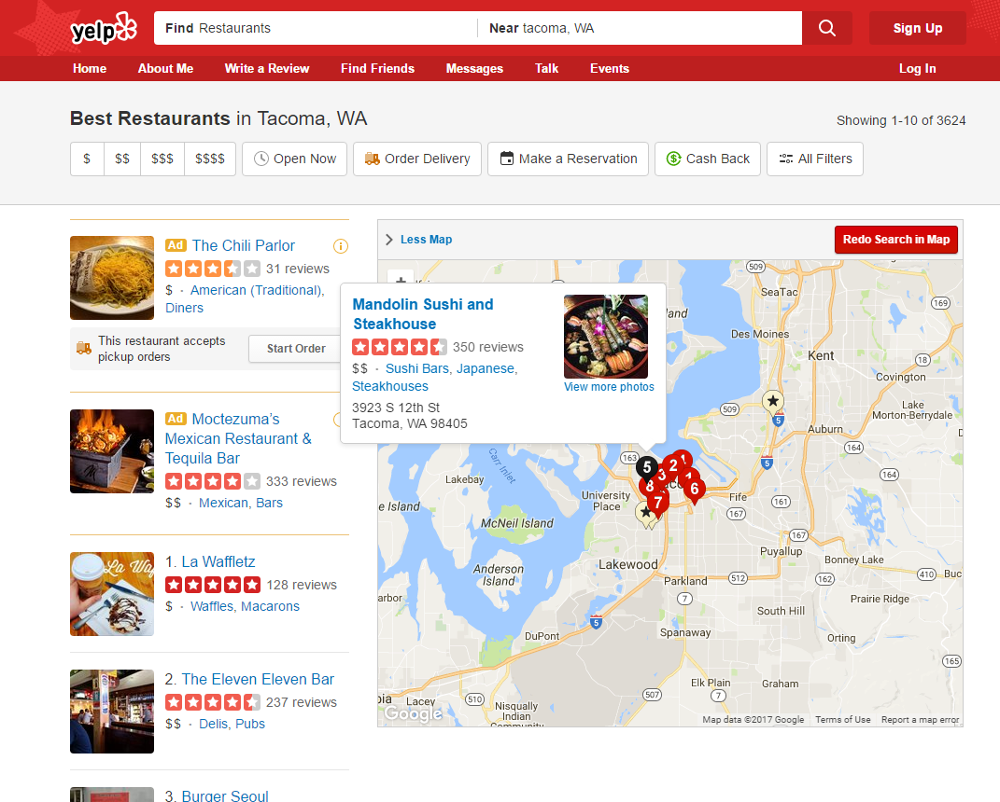 yelp
Find Restaurants
Near tacoma, WA
Sign Up
Home
About Me
Write a Review
Find Friends
Messages
Talk
Events
Log In
Best Restaurants in Tacoma, WA
Showing 1-10 of 3624
$
$$
$$$
$$$$
Open Now
Order Delivery
Make a Reservation
Cash Back
All Filters
Ad The Chili Parlor
31 reviews
$ · American (Traditional),
Diners
This restaurant accepts
pickup orders
Start Order
Ad Moctezuma's
Mexican Restaurant &
Tequila Bar
333 reviews
$$ · Mexican, Bars
1. La Waffletz
128 reviews
$ · Waffles, Macarons
2. The Eleven Eleven Bar
237 reviews
$$ · Delis, Pubs
3. Burger Seoul
Less Map
Redo Search in Map
Mandolin Sushi and
Steakhouse
350 reviews
$$ · Sushi Bars, Japanese,
Steakhouses
3923 S 12th St
Tacoma, WA 98405
View more photos
+
509
SeaTac
169
Des Moines
Kent
18
Covington
509
5
Lake
Morton-Berrydale
Auburn
164
163
5
164
Carr Inlet
Lakebay
University
Place
5
2
1
3
8
1
6
7
Fife
161
167
e Island
McNeil Island
167
Puyallup
Anderson
Island
Lakewood
Bonney Lake
Parkland
512
162
410
Buc
arbor
7
Prairie Ridge
South Hill
5
DuPont
Spanaway
Orting
165
Elk Plain
Graham
507
7
bia
Lacey
510
Nisqually
Indian
Community
Google
Map data ©2017 Google
Terms of Use
Report a map error